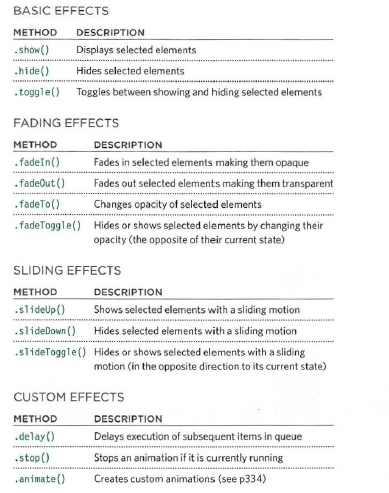 BASIC EFFECTS
METHOD DESCRIPTION
.show() Displays selected elements
.hide() Hides selected elements
.toggle() Toggles between showing and hiding selected elements
FADING EFFECTS
METHOD DESCRIPTION
.fadeIn() Fades in selected elements making them opaque
.fadeOut() Fades out selected elements making them transparent
.fadeTo() Changes opacity of selected elements
.fadeToggle() Hides or shows selected elements by changing their
opacity (the opposite of their current state)
SLIDING EFFECTS
METHOD DESCRIPTION
.slideUp() Shows selected elements with a sliding motion
.slideDown() Hides selected elements with a sliding motion
.slideToggle() Hides or shows selected elements with a sliding
motion (in the opposite direction to its current state)
CUSTOM EFFECTS
METHOD DESCRIPTION
.delay() Delays execution of subsequent items in queue
.stop() Stops an animation if it is currently running
.animate() Creates custom animations (see p334)